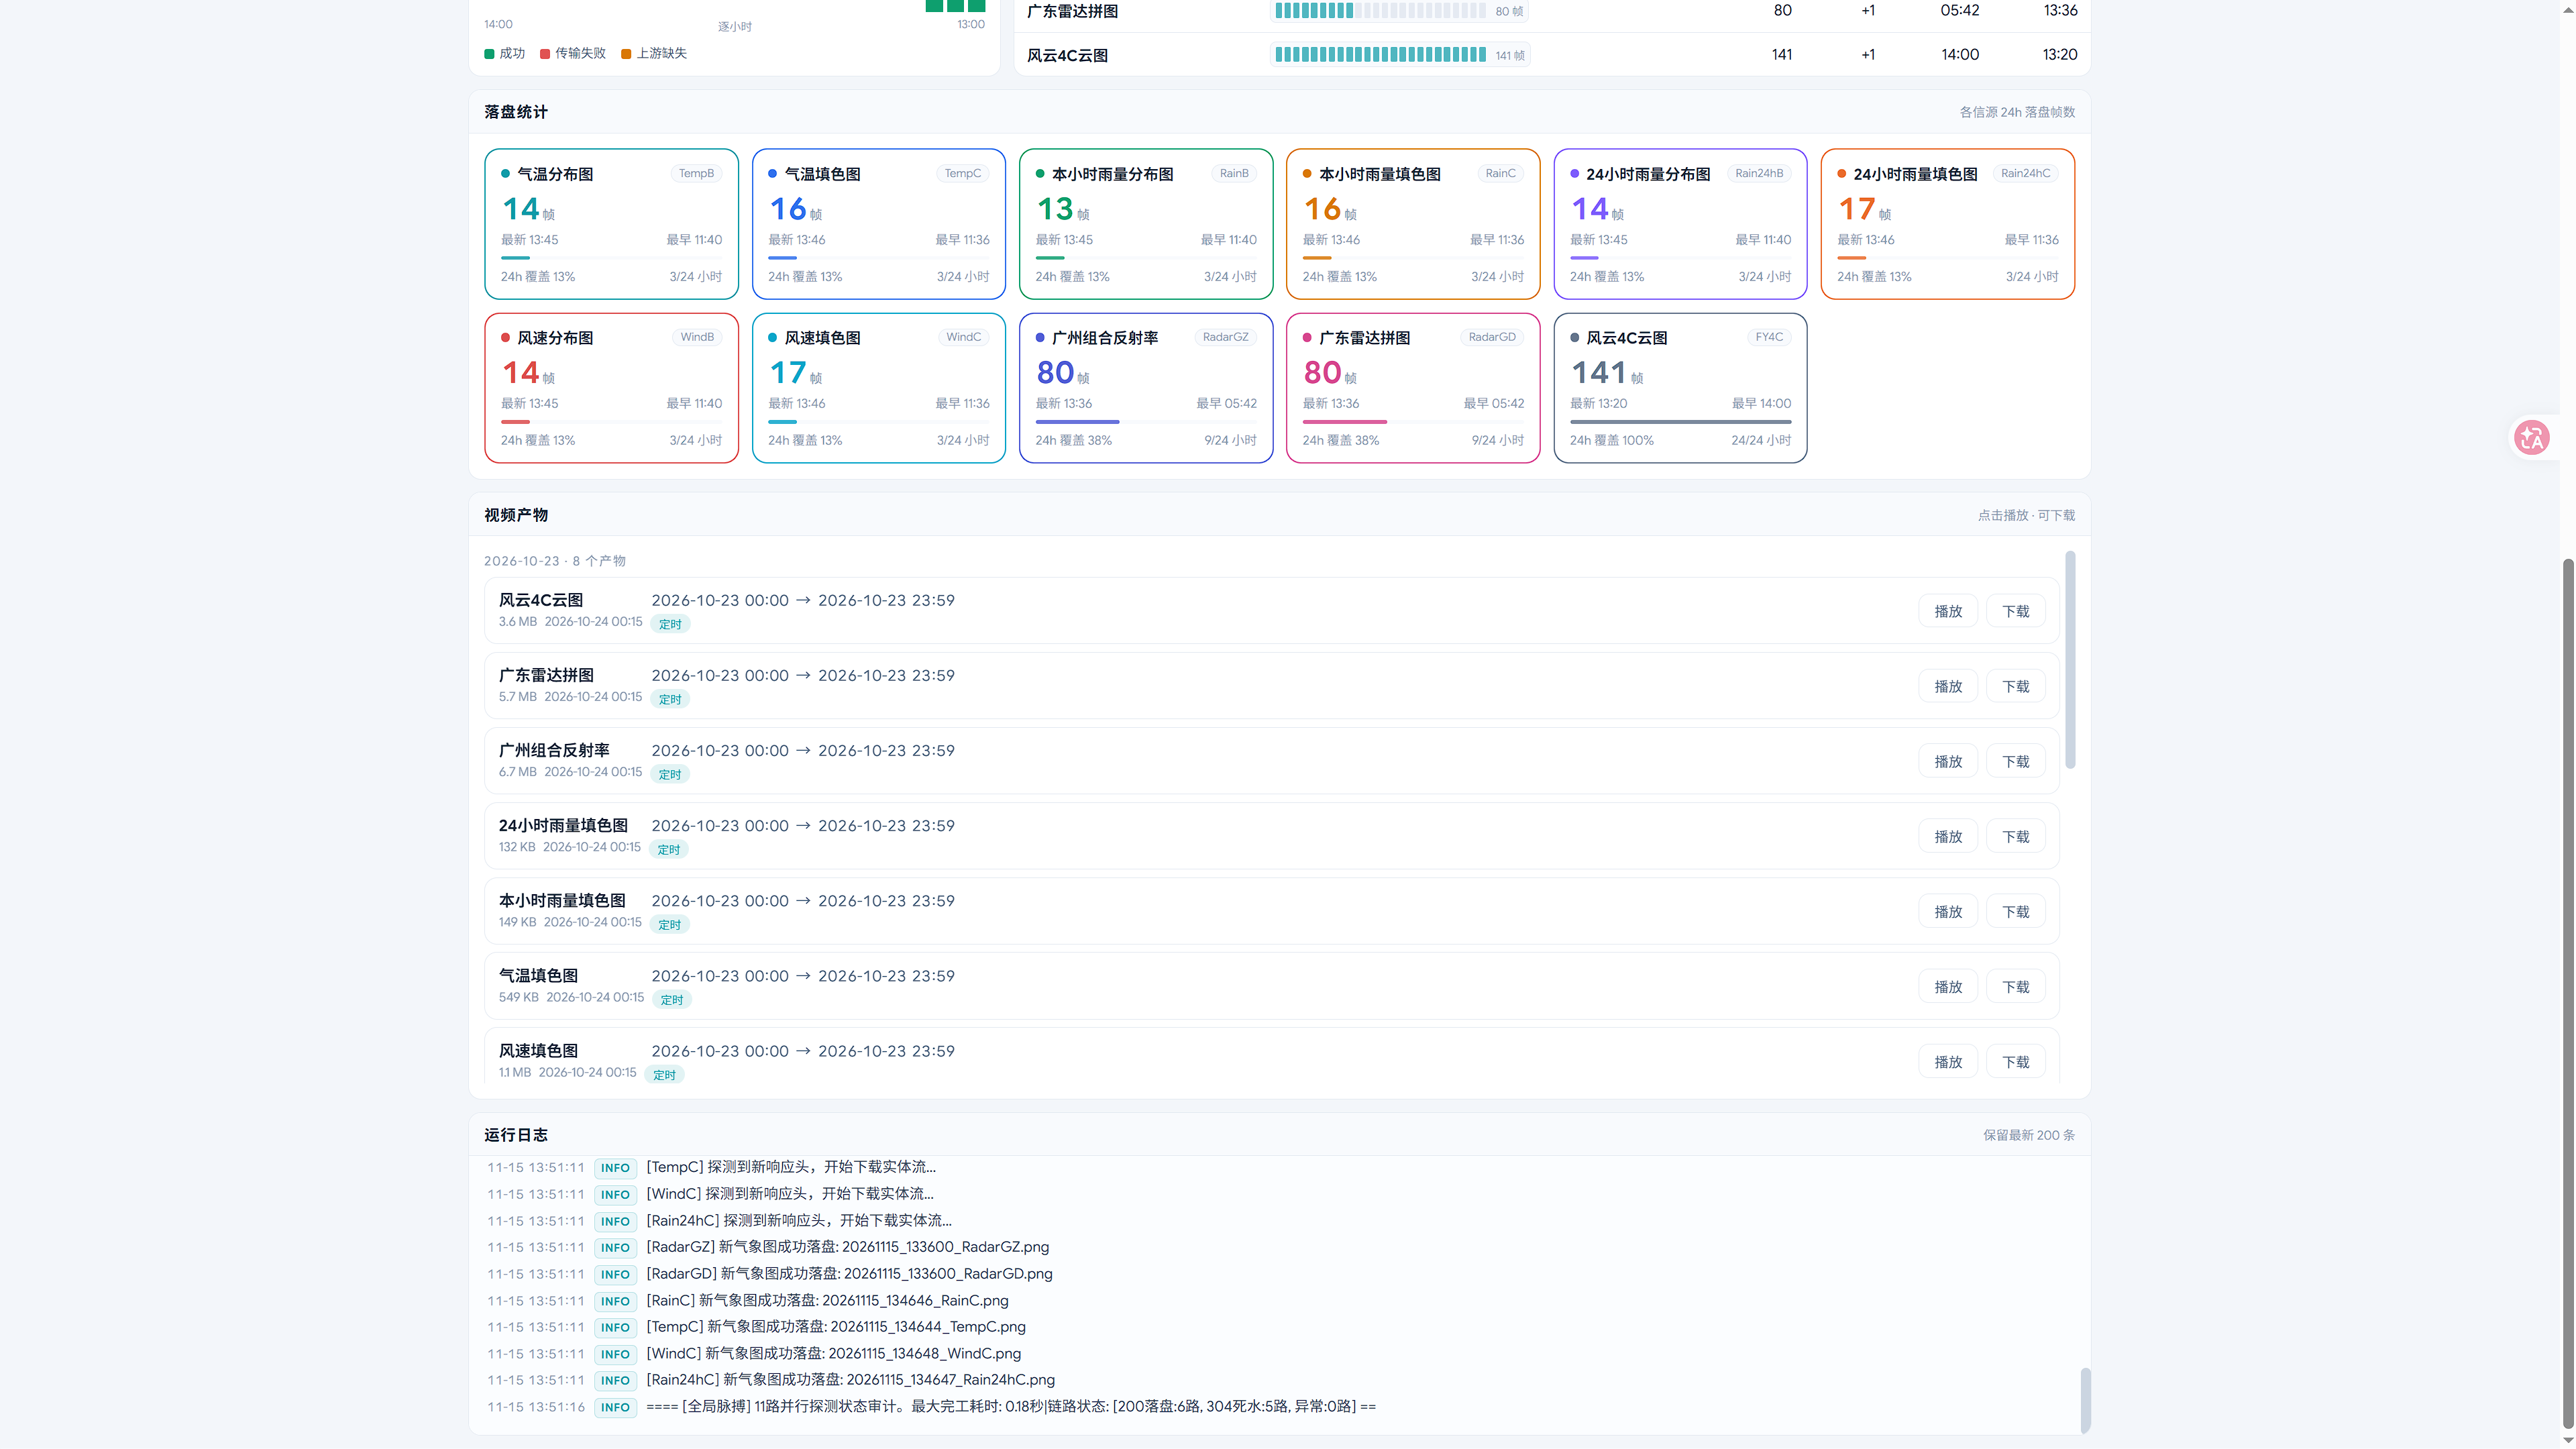 14:00 逐小时 13:00
成功 传输失败 上游缺失
广东雷达拼图 80 帧 80 +1 05:42 13:36
风云4C云图 141 帧 141 +1 14:00 13:20
落盘统计 各信源 24h 落盘帧数
气温分布图 TempB
14 帧
最新 13:45 最早 11:40
24h 覆盖 13% 3/24 小时
气温填色图 TempC
16 帧
最新 13:46 最早 11:36
24h 覆盖 13% 3/24 小时
本小时雨量分布图 RainB
13 帧
最新 13:45 最早 11:40
24h 覆盖 13% 3/24 小时
本小时雨量填色图 RainC
16 帧
最新 13:46 最早 11:36
24h 覆盖 13% 3/24 小时
24小时雨量分布图 Rain24hB
14 帧
最新 13:45 最早 11:40
24h 覆盖 13% 3/24 小时
24小时雨量填色图 Rain24hC
17 帧
最新 13:46 最早 11:36
24h 覆盖 13% 3/24 小时
风速分布图 WindB
14 帧
最新 13:45 最早 11:40
24h 覆盖 13% 3/24 小时
风速填色图 WindC
17 帧
最新 13:46 最早 11:36
24h 覆盖 13% 3/24 小时
广州组合反射率 RadarGZ
80 帧
最新 13:36 最早 05:42
24h 覆盖 38% 9/24 小时
广东雷达拼图 RadarGD
80 帧
最新 13:36 最早 05:42
24h 覆盖 38% 9/24 小时
风云4C云图 FY4C
141 帧
最新 13:20 最早 14:00
24h 覆盖 100% 24/24 小时
视频产物 点击播放 · 可下载
2026-10-23 · 8 个产物
风云4C云图 2026-10-23 00:00 → 2026-10-23 23:59 播放 下载
3.6 MB 2026-10-24 00:15 定时
广东雷达拼图 2026-10-23 00:00 → 2026-10-23 23:59 播放 下载
5.7 MB 2026-10-24 00:15 定时
广州组合反射率 2026-10-23 00:00 → 2026-10-23 23:59 播放 下载
6.7 MB 2026-10-24 00:15 定时
24小时雨量填色图 2026-10-23 00:00 → 2026-10-23 23:59 播放 下载
132 KB 2026-10-24 00:15 定时
本小时雨量填色图 2026-10-23 00:00 → 2026-10-23 23:59 播放 下载
149 KB 2026-10-24 00:15 定时
气温填色图 2026-10-23 00:00 → 2026-10-23 23:59 播放 下载
549 KB 2026-10-24 00:15 定时
风速填色图 2026-10-23 00:00 → 2026-10-23 23:59 播放 下载
1.1 MB 2026-10-24 00:15 定时
运行日志 保留最新 200 条
11-15 13:51:11 INFO [TempC] 探测到新响应头，开始下载实体流...
11-15 13:51:11 INFO [WindC] 探测到新响应头，开始下载实体流...
11-15 13:51:11 INFO [Rain24hC] 探测到新响应头，开始下载实体流...
11-15 13:51:11 INFO [RadarGZ] 新气象图成功落盘: 20261115_133600_RadarGZ.png
11-15 13:51:11 INFO [RadarGD] 新气象图成功落盘: 20261115_133600_RadarGD.png
11-15 13:51:11 INFO [RainC] 新气象图成功落盘: 20261115_134646_RainC.png
11-15 13:51:11 INFO [TempC] 新气象图成功落盘: 20261115_134644_TempC.png
11-15 13:51:11 INFO [WindC] 新气象图成功落盘: 20261115_134648_WindC.png
11-15 13:51:11 INFO [Rain24hC] 新气象图成功落盘: 20261115_134647_Rain24hC.png
11-15 13:51:16 INFO ==== [全局脉搏] 11路并行探测状态审计。最大完工耗时: 0.18秒|链路状态: [200落盘:6路, 304死水:5路, 异常:0路] ==